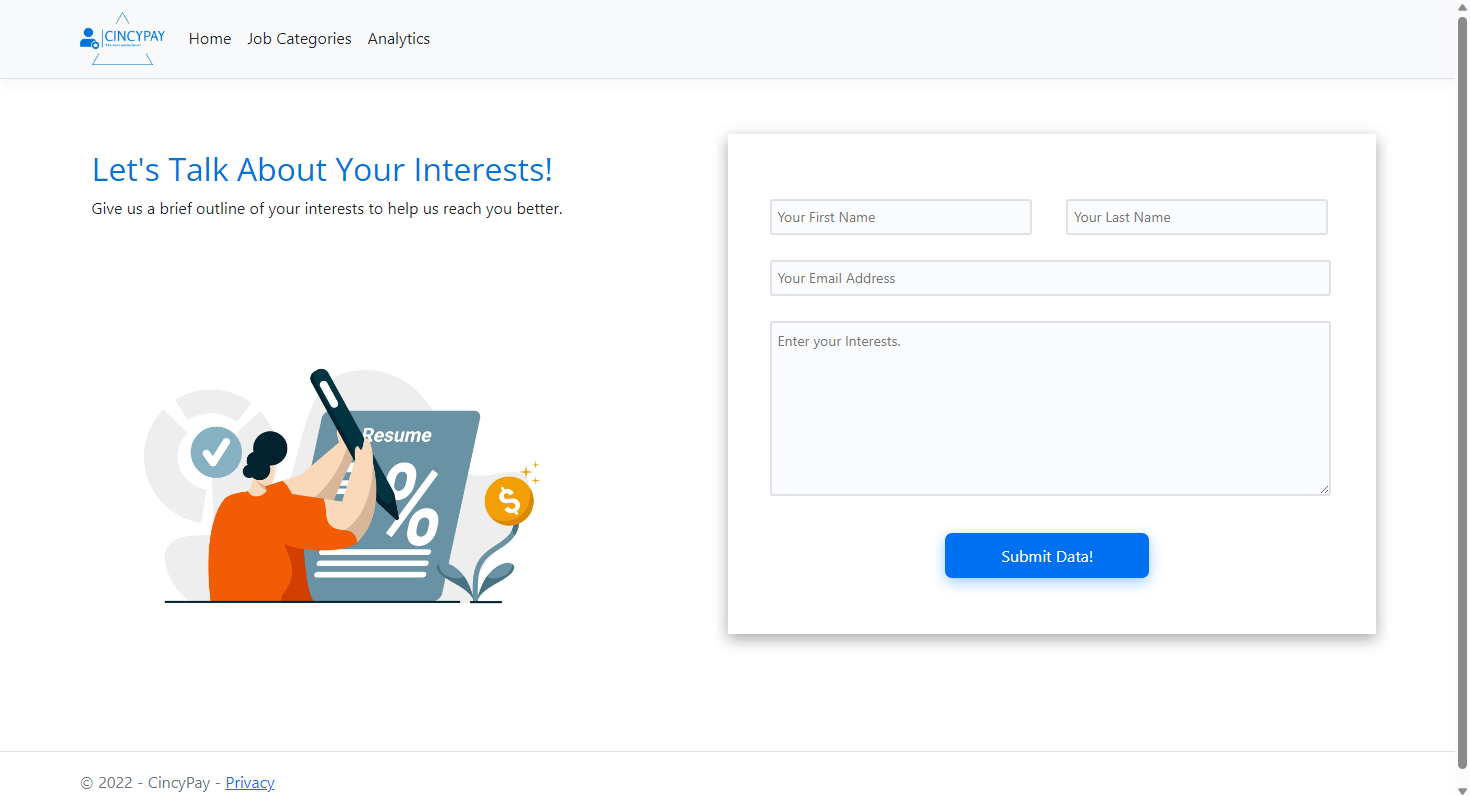 CINCYPAY
Home Job Categories Analytics
Let's Talk About Your Interests!
Give us a brief outline of your interests to help us reach you better.
Your First Name Your Last Name
Your Email Address
Enter your Interests.
Resume
%
$
Submit Data!
© 2022 - CincyPay - Privacy